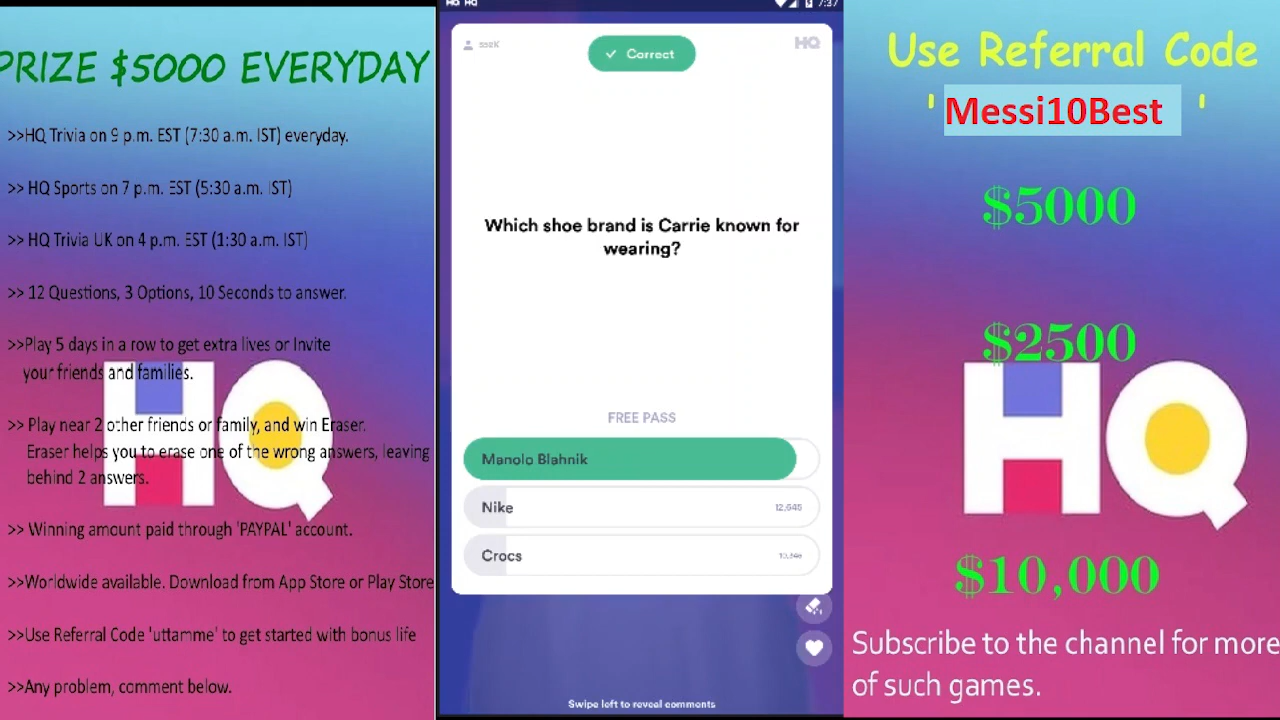 PRIZE $5000 EVERYDAY
>>HQ Trivia on 9 p.m. EST (7:30 a.m. IST) everyday.
>> HQ Sports on 7 p.m. EST (5:30 a.m. IST)
>> HQ Trivia UK on 4 p.m. EST (1:30 a.m. IST)
>> 12 Questions, 3 Options, 10 Seconds to answer.
>>Play 5 days in a row to get extra lives or Invite
your friends and families.
>> Play near 2 other friends or family, and win Eraser.
Eraser helps you to erase one of the wrong answers, leaving
behind 2 answers.
>> Winning amount paid through 'PAYPAL' account.
>>Worldwide available. Download from App Store or Play Store
>>Use Referral Code 'uttamme' to get started with bonus life
>>Any problem, comment below.
HQ
HQ HQ
7:37
HQ
Correct
Which shoe brand is Carrie known for
wearing?
FREE PASS
Manolo Blahnik
Nike 12,645
Crocs
Swipe left to reveal comments
Use Referral Code
' Messi10Best '
$5000
$2500
HQ
$10,000
Subscribe to the channel for more
of such games.